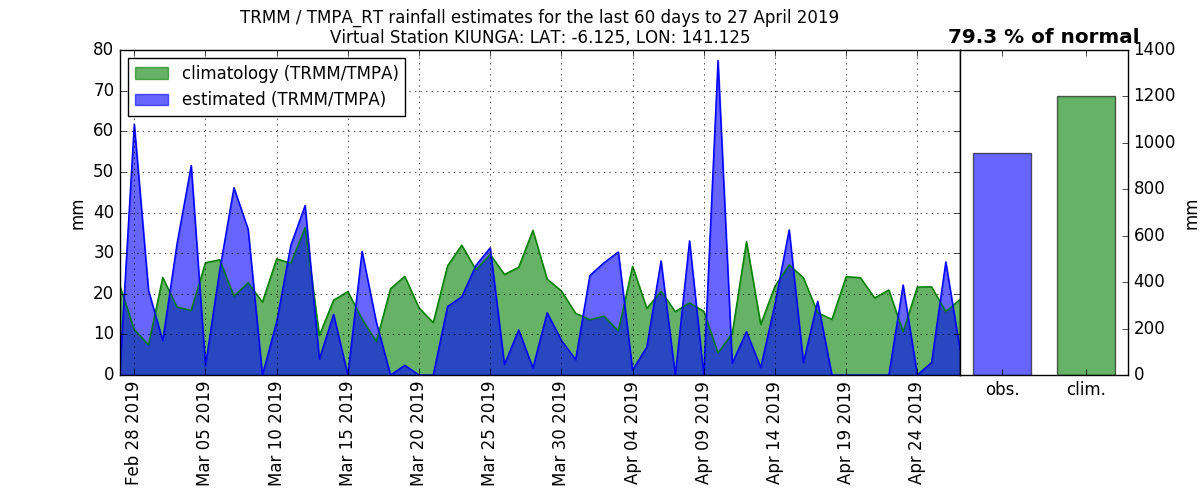 TRMM / TMPA_RT rainfall estimates for the last 60 days to 27 April 2019
Virtual Station KIUNGA: LAT: -6.125, LON: 141.125
79.3 % of normal
climatology (TRMM/TMPA)
estimated (TRMM/TMPA)
mm
80
70
60
50
40
30
20
10
0
Feb 28 2019
Mar 05 2019
Mar 10 2019
Mar 15 2019
Mar 20 2019
Mar 25 2019
Mar 30 2019
Apr 04 2019
Apr 09 2019
Apr 14 2019
Apr 19 2019
Apr 24 2019
obs.
clim.
1400
1200
1000
800
600
400
200
0
mm